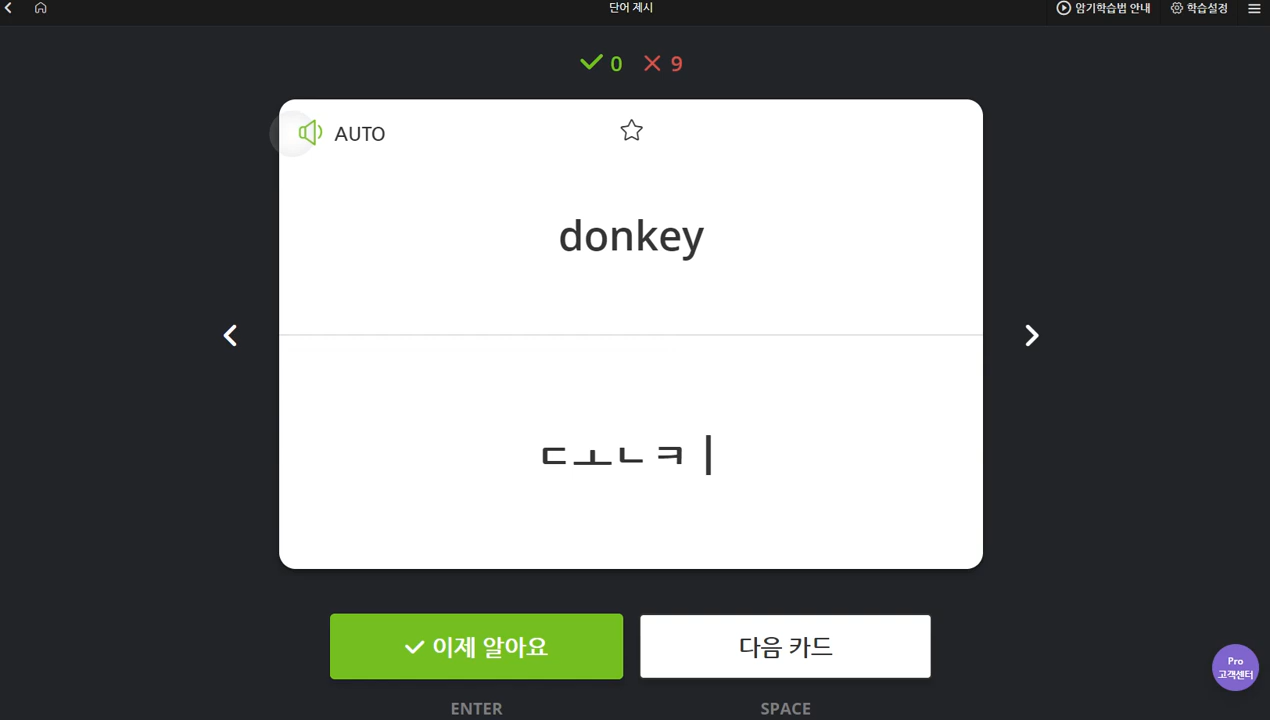 단어 제시
암기학습법 안내
학습설정
0
9
AUTO
donkey
ㄷㅗㄴㅋㅣ
이제 알아요
다음 카드
ENTER
SPACE
Pro
고객센터